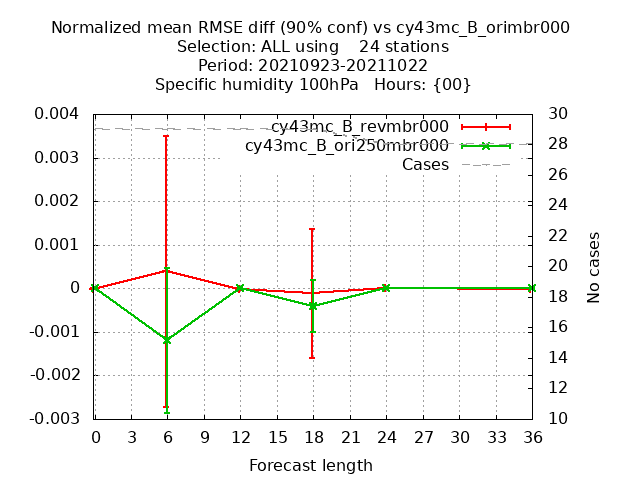 Normalized mean RMSE diff (90% conf) vs cy43mc_B_orimbr000
Selection: ALL using    24 stations
Period: 20210923-20211022
Specific humidity 100hPa   Hours: {00}
cy43mc_B_revmbr000
cy43mc_B_ori250mbr000
Cases
0.004
0.003
0.002
0.001
0
-0.001
-0.002
-0.003
30
28
26
24
22
20
18
16
14
12
10
No cases
0 3 6 9 12 15 18 21 24 27 30 33 36
Forecast length